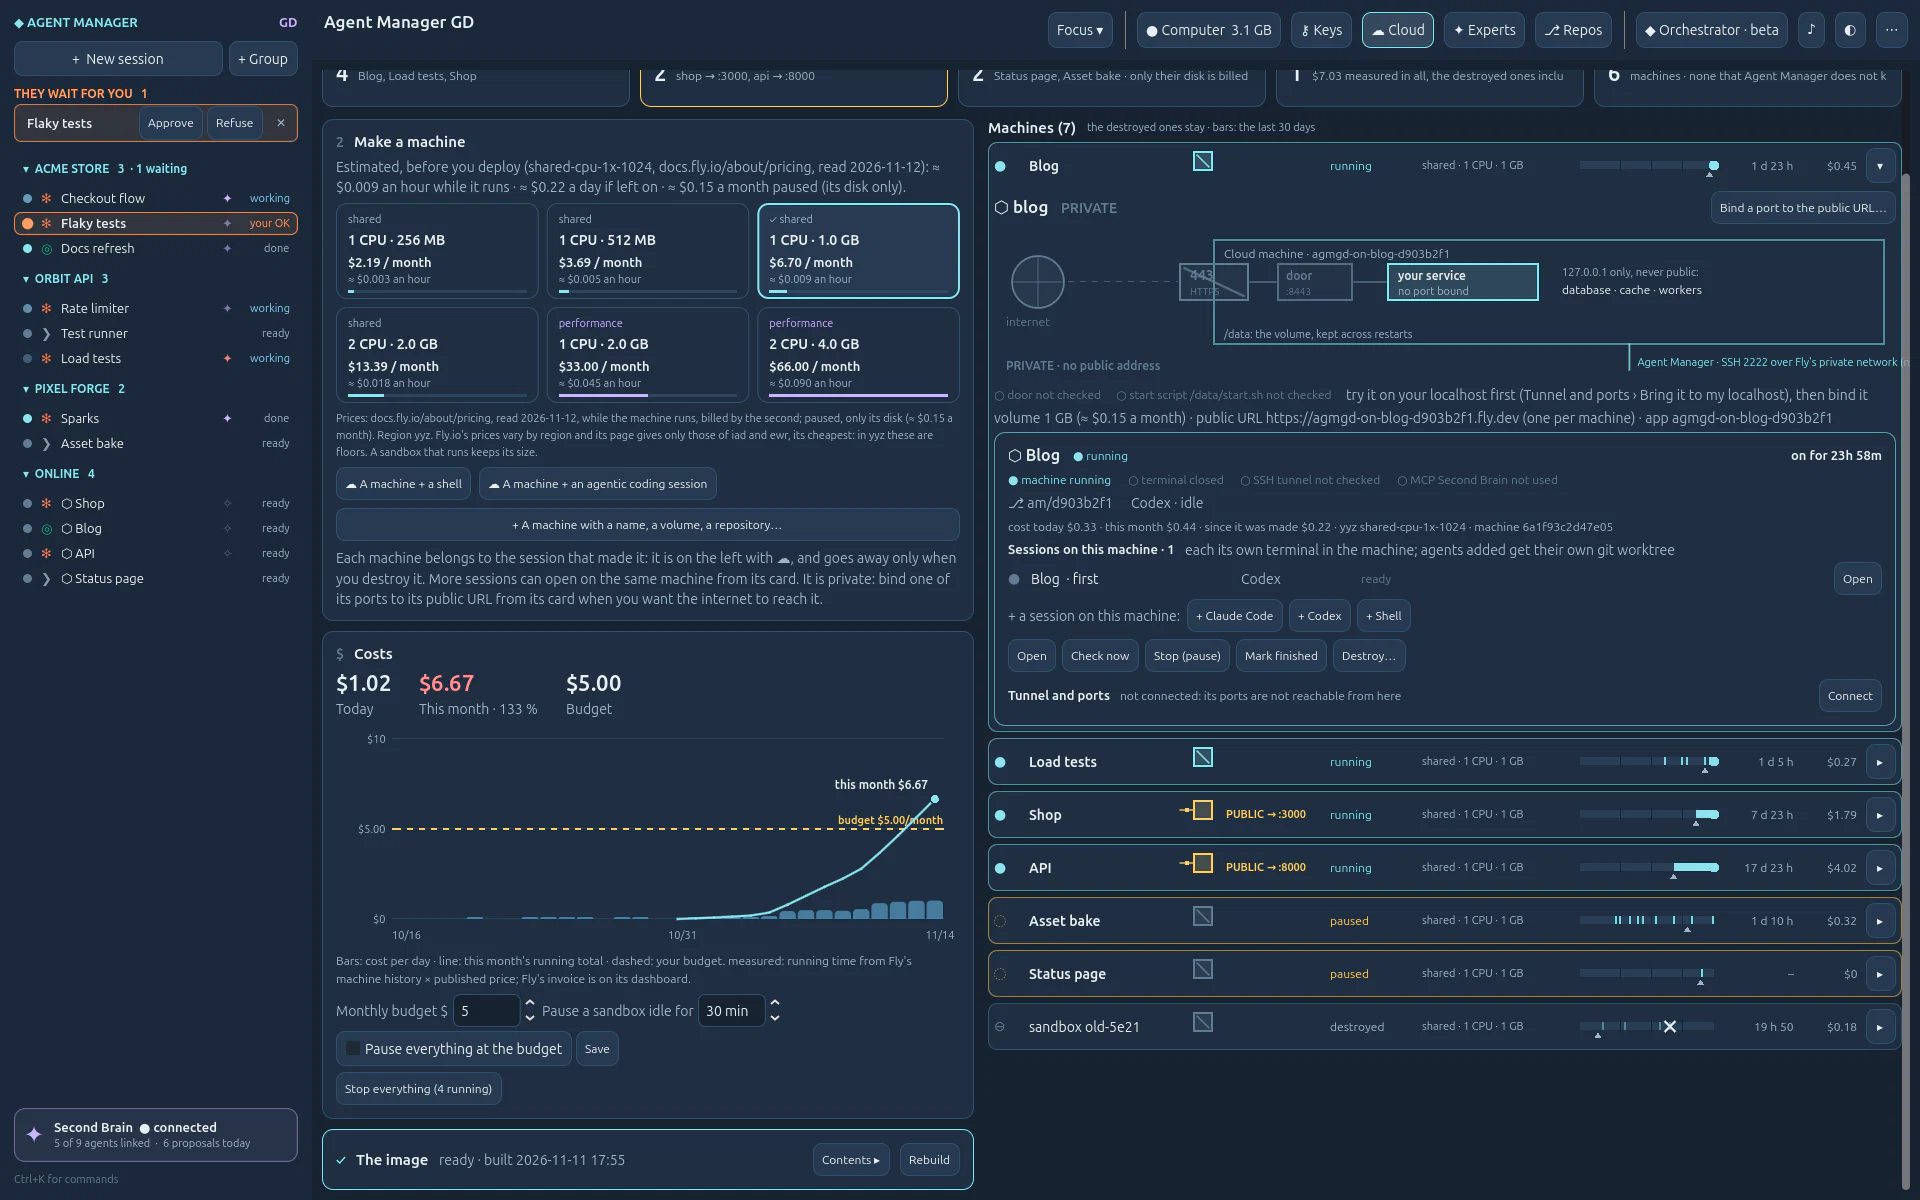 ◆ AGENT MANAGER GD
+ New session
+ Group
THEY WAIT FOR YOU 1
Flaky tests Approve Refuse ×
▾ ACME STORE 3 · 1 waiting
Checkout flow working
Flaky tests your OK
Docs refresh done
▾ ORBIT API 3
Rate limiter working
Test runner ready
Load tests working
▾ PIXEL FORGE 2
Sparks done
Asset bake ready
▾ ONLINE 4
Shop ready
Blog ready
API ready
Status page ready
Second Brain ● connected
5 of 9 agents linked · 6 proposals today
Ctrl+K for commands
Agent Manager GD
Focus ▾
● Computer 3.1 GB
Keys
☁ Cloud
✦ Experts
Repos
◆ Orchestrator · beta
♪
⋯
4 Blog, Load tests, Shop
2 shop → :3000, api → :8000
2 Status page, Asset bake · only their disk is billed
1 $7.03 measured in all, the destroyed ones inclu
6 machines · none that Agent Manager does not k
2 Make a machine
Estimated, before you deploy (shared-cpu-1x-1024, docs.fly.io/about/pricing, read 2026-11-12): ≈
$0.009 an hour while it runs · ≈ $0.22 a day if left on · ≈ $0.15 a month paused (its disk only).
shared
1 CPU · 256 MB
$2.19 / month
≈ $0.003 an hour
shared
1 CPU · 512 MB
$3.69 / month
≈ $0.005 an hour
✓ shared
1 CPU · 1.0 GB
$6.70 / month
≈ $0.009 an hour
shared
2 CPU · 2.0 GB
$13.39 / month
≈ $0.018 an hour
performance
1 CPU · 2.0 GB
$33.00 / month
≈ $0.045 an hour
performance
2 CPU · 4.0 GB
$66.00 / month
≈ $0.090 an hour
Prices: docs.fly.io/about/pricing, read 2026-11-12, while the machine runs, billed by the second; paused, only its disk (≈ $0.15 a
month). Region yyz. Fly.io's prices vary by region and its page gives only those of iad and ewr, its cheapest: in yyz these are
floors. A sandbox that runs keeps its size.
☁ A machine + a shell
☁ A machine + an agentic coding session
+ A machine with a name, a volume, a repository…
Each machine belongs to the session that made it: it is on the left with ☁, and goes away only when
you destroy it. More sessions can open on the same machine from its card. It is private: bind one of
its ports to its public URL from its card when you want the internet to reach it.
$ Costs
$1.02 $6.67 $5.00
Today This month · 133 % Budget
$10
this month $6.67
budget $5.00/month
$5.00
$0
10/16 10/31 11/14
Bars: cost per day · line: this month's running total · dashed: your budget. measured: running time from Fly's
machine history × published price; Fly's invoice is on its dashboard.
Monthly budget $ 5 Pause a sandbox idle for 30 min
Pause everything at the budget
Save
Stop everything (4 running)
✓ The image ready · built 2026-11-11 17:55 Contents ▸ Rebuild
Machines (7) the destroyed ones stay · bars: the last 30 days
Blog running shared · 1 CPU · 1 GB 1 d 23 h $0.45 ▾
blog PRIVATE
Bind a port to the public URL…
Cloud machine · agmgd-on-blog-d903b2f1
443
HTTPS
door
:8443
your service
no port bound
127.0.0.1 only, never public:
database · cache · workers
internet
/data: the volume, kept across restarts
PRIVATE · no public address
Agent Manager · SSH 2222 over Fly's private network in
door not checked start script /data/start.sh not checked try it on your localhost first (Tunnel and ports › Bring it to my localhost), then bind it
volume 1 GB (≈ $0.15 a month) · public URL https://agmgd-on-blog-d903b2f1.fly.dev (one per machine) · app agmgd-on-blog-d903b2f1
Blog ● running on for 23h 58m
● machine running ○ terminal closed ○ SSH tunnel not checked ○ MCP Second Brain not used
am/d903b2f1 Codex · idle
cost today $0.33 · this month $0.44 · since it was made $0.22 · yyz shared-cpu-1x-1024 · machine 6a1f93c2d47e05
Sessions on this machine · 1 each its own terminal in the machine; agents added get their own git worktree
Blog · first Codex ready Open
+ a session on this machine: + Claude Code + Codex + Shell
Open Check now Stop (pause) Mark finished Destroy…
Tunnel and ports not connected: its ports are not reachable from here Connect
Load tests running shared · 1 CPU · 1 GB 1 d 5 h $0.27 ▸
Shop PUBLIC → :3000 running shared · 1 CPU · 1 GB 7 d 23 h $1.79 ▸
API PUBLIC → :8000 running shared · 1 CPU · 1 GB 17 d 23 h $4.02 ▸
Asset bake paused shared · 1 CPU · 1 GB 1 d 10 h $0.32 ▸
Status page paused shared · 1 CPU · 1 GB – $0 ▸
sandbox old-5e21 destroyed shared · 1 CPU · 1 GB 19 h 50 $0.18 ▸